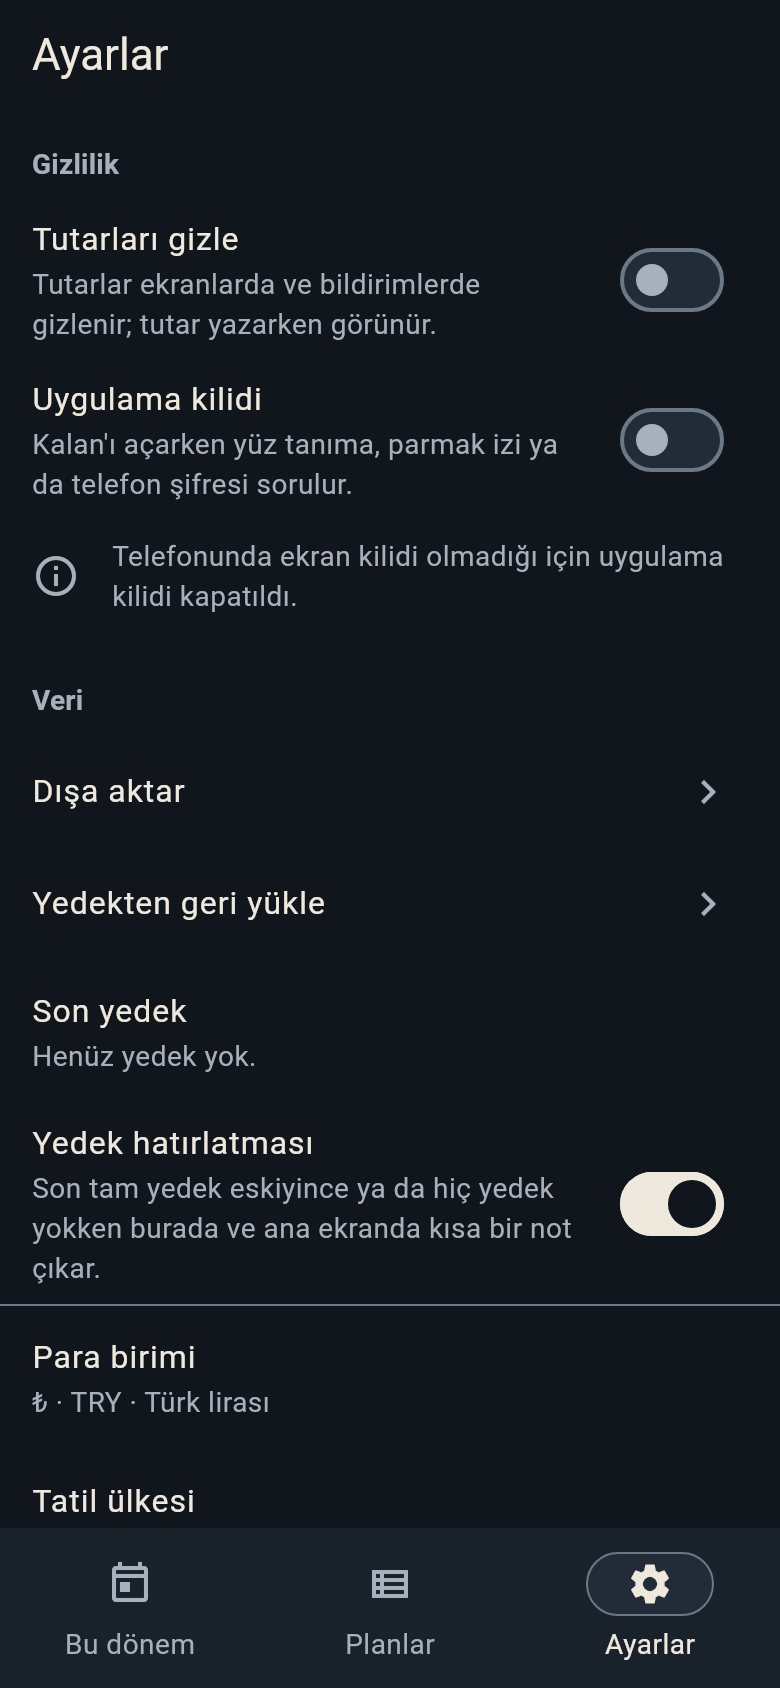 Ayarlar
Gizlilik
Tutarları gizle
Tutarlar ekranlarda ve bildirimlerde
gizlenir; tutar yazarken görünür.
Uygulama kilidi
Kalan'ı açarken yüz tanıma, parmak izi ya
da telefon şifresi sorulur.
Telefonunda ekran kilidi olmadığı için uygulama
kilidi kapatıldı.
Veri
Dışa aktar
Yedekten geri yükle
Son yedek
Henüz yedek yok.
Yedek hatırlatması
Son tam yedek eskiyince ya da hiç yedek
yokken burada ve ana ekranda kısa bir not
çıkar.
Para birimi
₺ · TRY · Türk lirası
Tatil ülkesi
Bu dönem
Planlar
Ayarlar